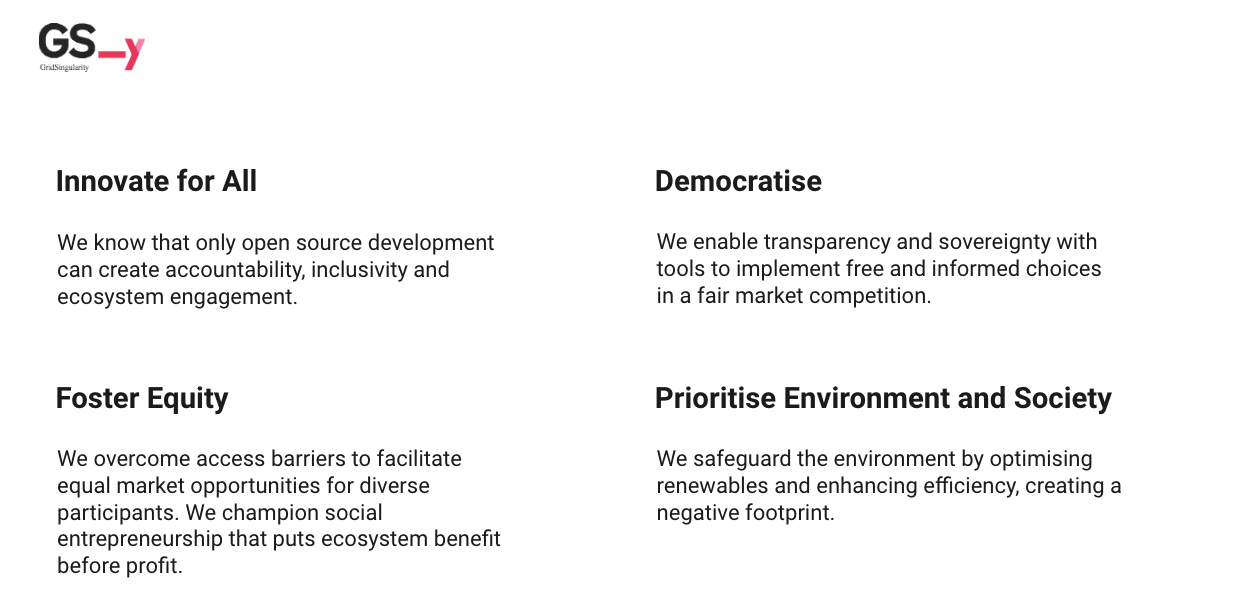 GS_y
GridSingularity
Innovate for All
We know that only open source development
can create accountability, inclusivity and
ecosystem engagement.
Democratise
We enable transparency and sovereignty with
tools to implement free and informed choices
in a fair market competition.
Foster Equity
We overcome access barriers to facilitate
equal market opportunities for diverse
participants. We champion social
entrepreneurship that puts ecosystem benefit
before profit.
Prioritise Environment and Society
We safeguard the environment by optimising
renewables and enhancing efficiency, creating a
negative footprint.